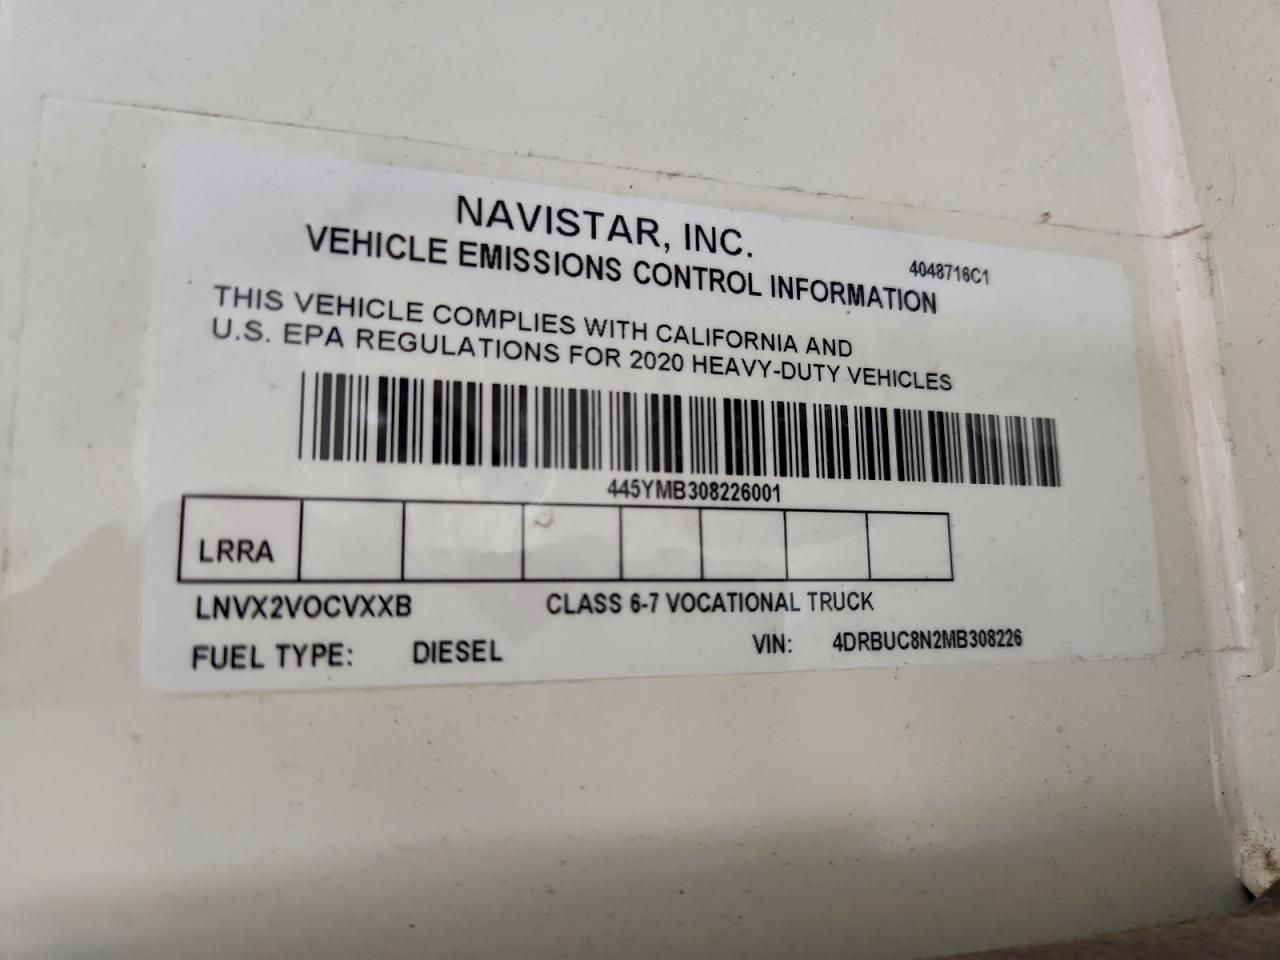 NAVISTAR, INC.
VEHICLE EMISSIONS CONTROL INFORMATION
4048716C1
THIS VEHICLE COMPLIES WITH CALIFORNIA AND
U.S. EPA REGULATIONS FOR 2020 HEAVY-DUTY VEHICLES
445YMB308226001
LRRA
LNVX2VOCVXXB CLASS 6-7 VOCATIONAL TRUCK
FUEL TYPE: DIESEL VIN: 4DRBUC8N2MB308226